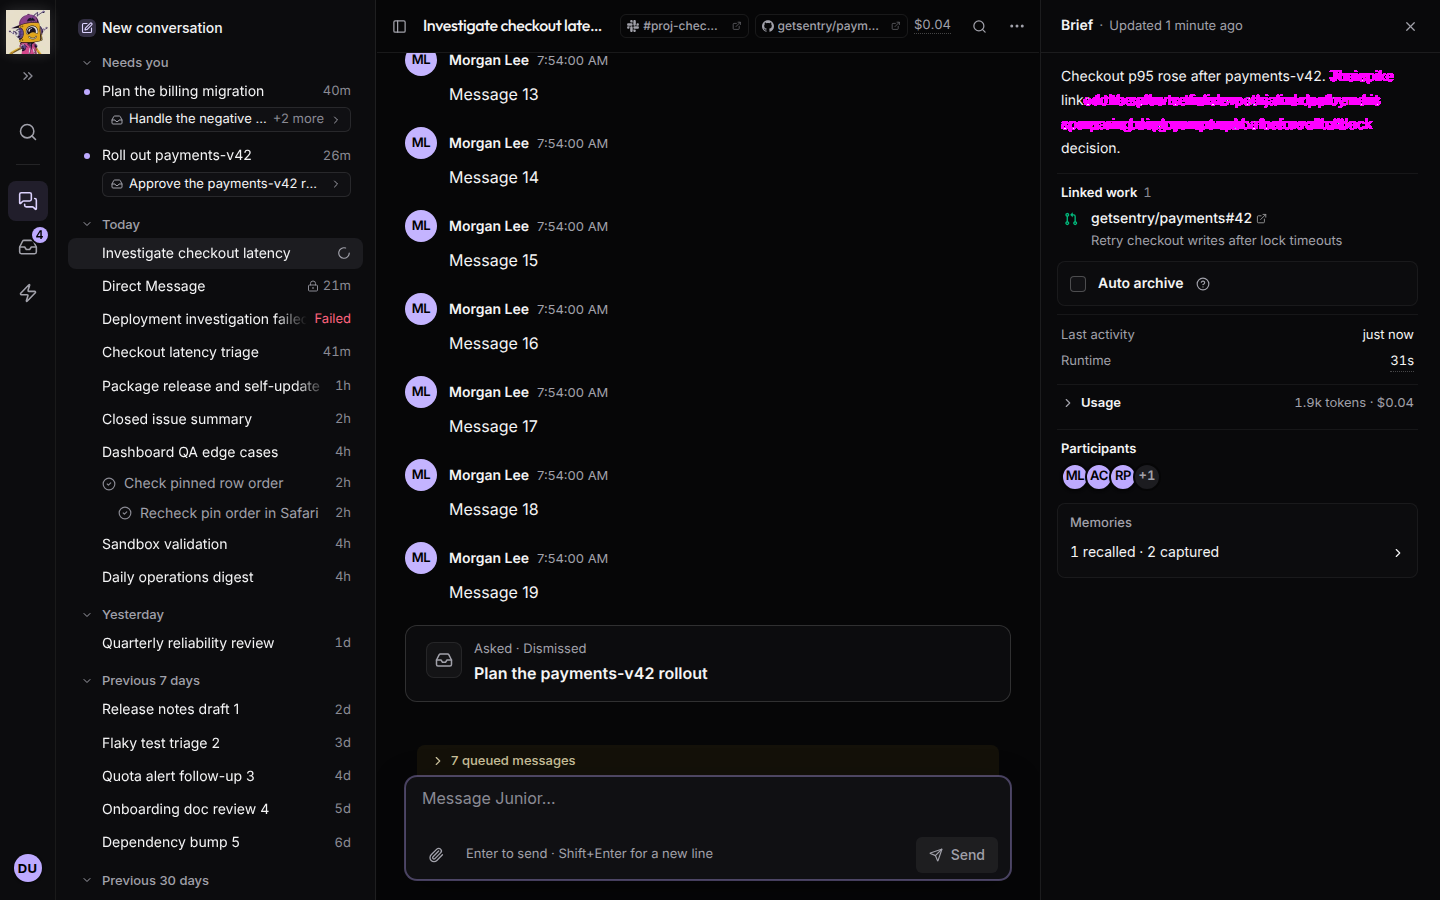 New conversation
Needs you
Plan the billing migration 40m
Handle the negative ... +2 more
Roll out payments-v42 26m
Approve the payments-v42 r...
4
Today
Investigate checkout latency
Direct Message 21m
Deployment investigation failed Failed
Checkout latency triage 41m
Package release and self-update 1h
Closed issue summary 2h
Dashboard QA edge cases 4h
Check pinned row order 2h
Recheck pin order in Safari 2h
Sandbox validation 4h
Daily operations digest 4h
Yesterday
Quarterly reliability review 1d
Previous 7 days
Release notes draft 1 2d
Flaky test triage 2 3d
Quota alert follow-up 3 4d
Onboarding doc review 4 5d
Dependency bump 5 6d
Previous 30 days
DU
Investigate checkout late... #proj-chec... getsentry/paym... $0.04
ML Morgan Lee 7:54:00 AM
Message 13
ML Morgan Lee 7:54:00 AM
Message 14
ML Morgan Lee 7:54:00 AM
Message 15
ML Morgan Lee 7:54:00 AM
Message 16
ML Morgan Lee 7:54:00 AM
Message 17
ML Morgan Lee 7:54:00 AM
Message 18
ML Morgan Lee 7:54:00 AM
Message 19
Asked · Dismissed
Plan the payments-v42 rollout
7 queued messages
Message Junior...
Enter to send · Shift+Enter for a new line
Send
Brief · Updated 1 minute ago
Checkout p95 rose after payments-v42.
decision.
Linked work 1
getsentry/payments#42
Retry checkout writes after lock timeouts
Auto archive
Last activity just now
Runtime 31s
Usage 1.9k tokens · $0.04
Participants
ML AC RP +1
Memories
1 recalled · 2 captured